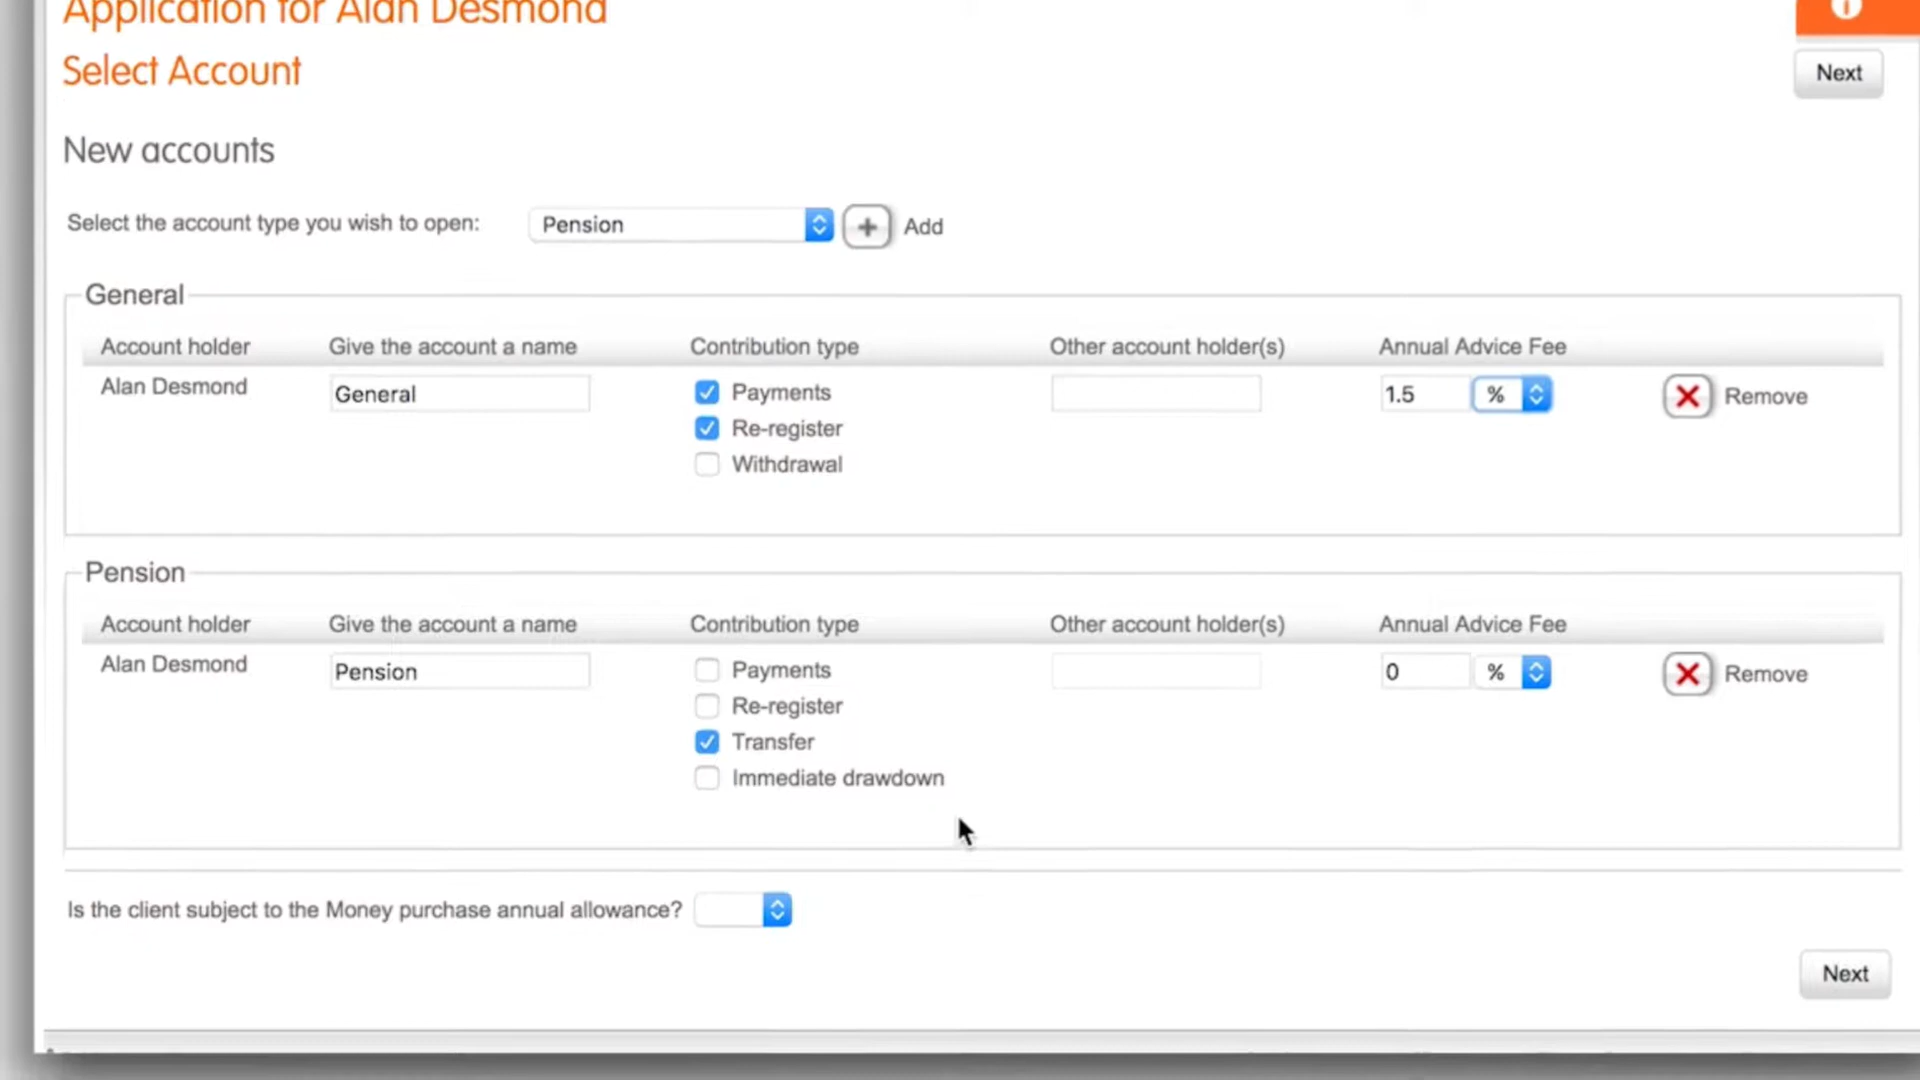 Application for Alan Desmond
Select Account
Next
New accounts
Select the account type you wish to open: Pension Add
General
Account holder Give the account a name Contribution type Other account holder(s) Annual Advice Fee
Alan Desmond General Payments 1.5 % Remove
Re-register
Withdrawal
Pension
Account holder Give the account a name Contribution type Other account holder(s) Annual Advice Fee
Alan Desmond Pension Payments 0 % Remove
Re-register
Transfer
Immediate drawdown
Is the client subject to the Money purchase annual allowance?
Next